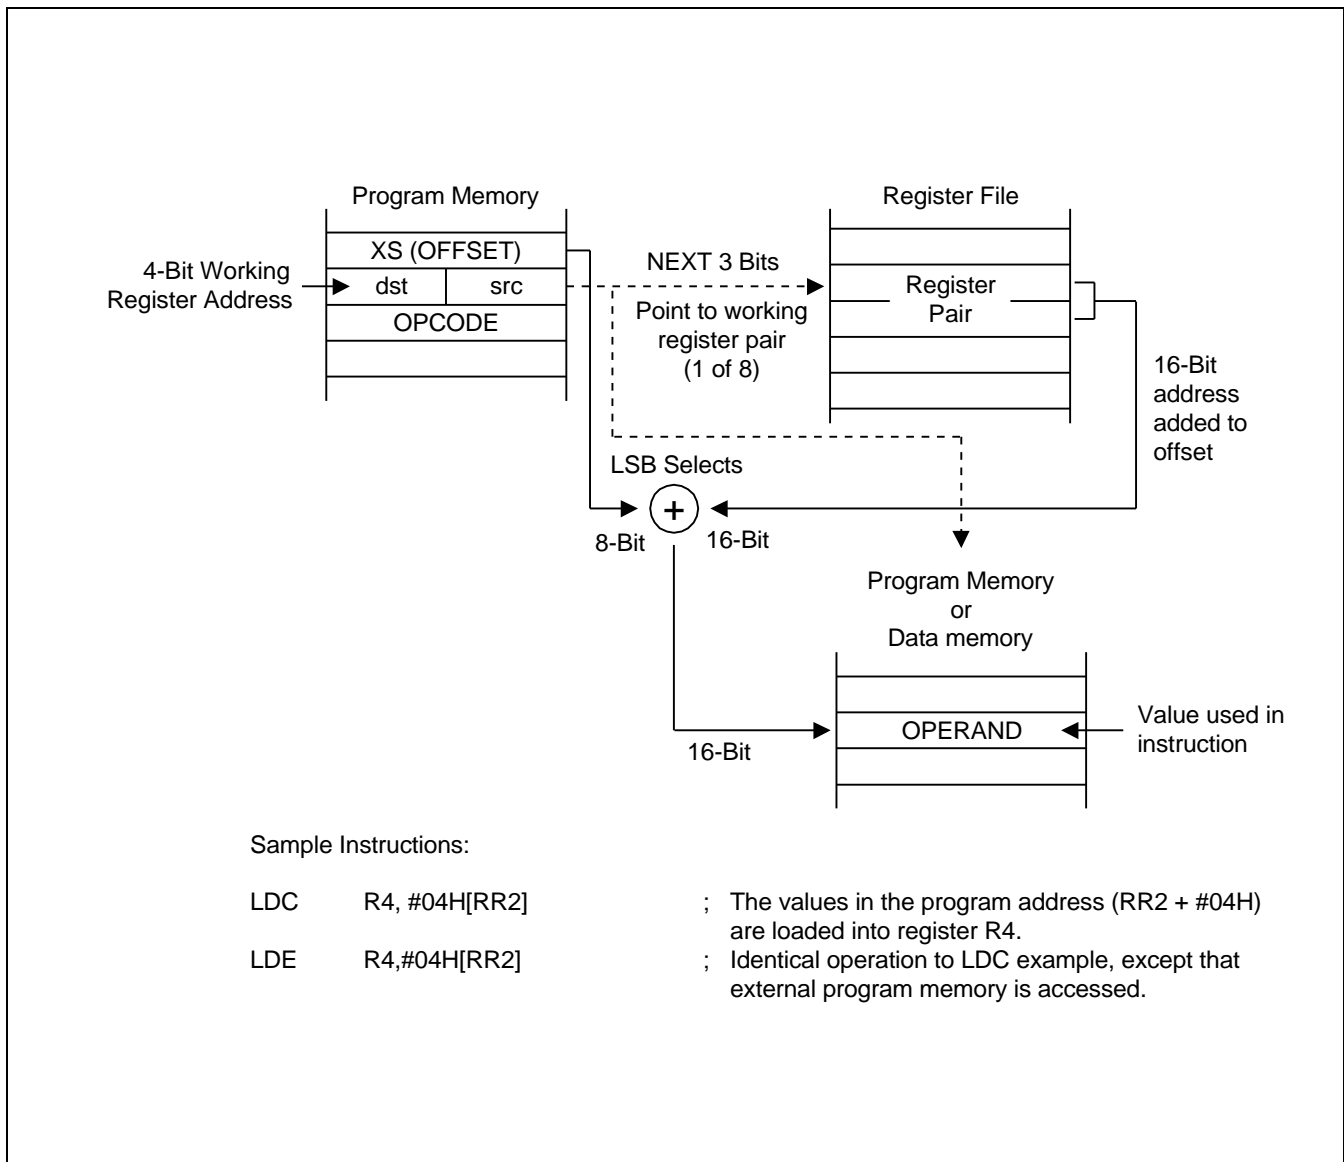 Program Memory
Register File
XS (OFFSET)
4-Bit Working
Register Address
dst
src
OPCODE
NEXT 3 Bits
Point to working
register pair
(1 of 8)
Register
Pair
16-Bit
address
added to
offset
LSB Selects
+
8-Bit
16-Bit
Program Memory
or
Data memory
OPERAND
Value used in
instruction
16-Bit
Sample Instructions:
LDC R4, #04H[RR2] ; The values in the program address (RR2 + #04H)
are loaded into register R4.
LDE R4,#04H[RR2] ; Identical operation to LDC example, except that
external program memory is accessed.